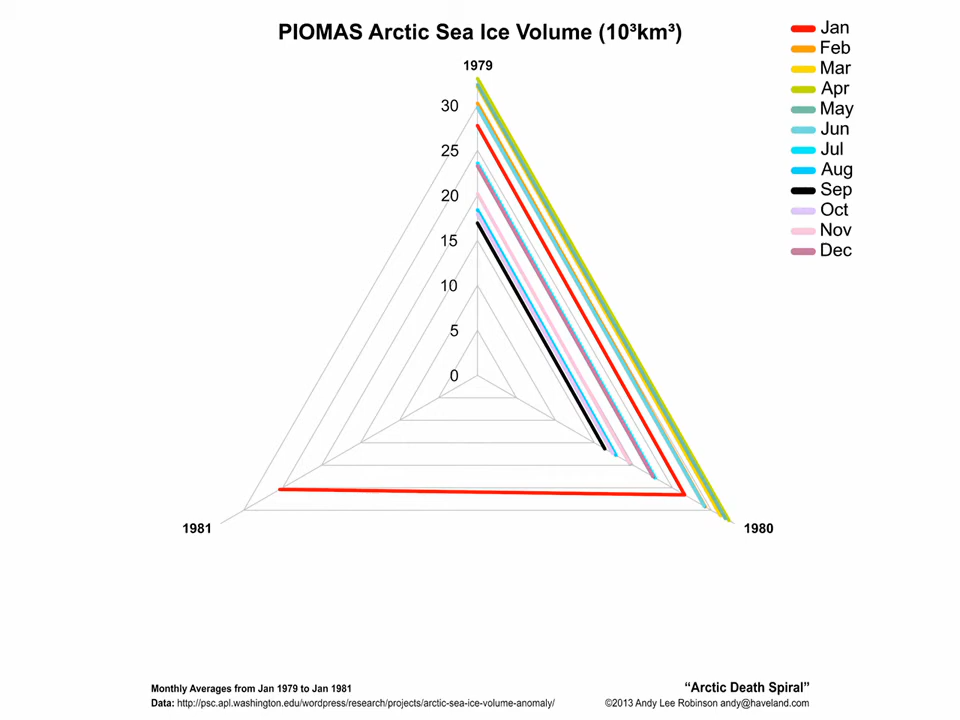 PIOMAS Arctic Sea Ice Volume (10³km³)
1979
30
25
20
15
10
5
0
1981
1980
Jan
Feb
Mar
Apr
May
Jun
Jul
Aug
Sep
Oct
Nov
Dec
Monthly Averages from Jan 1979 to Jan 1981
Data: http://psc.apl.washington.edu/wordpress/research/projects/arctic-sea-ice-volume-anomaly/
“Arctic Death Spiral”
©2013 Andy Lee Robinson andy@haveland.com